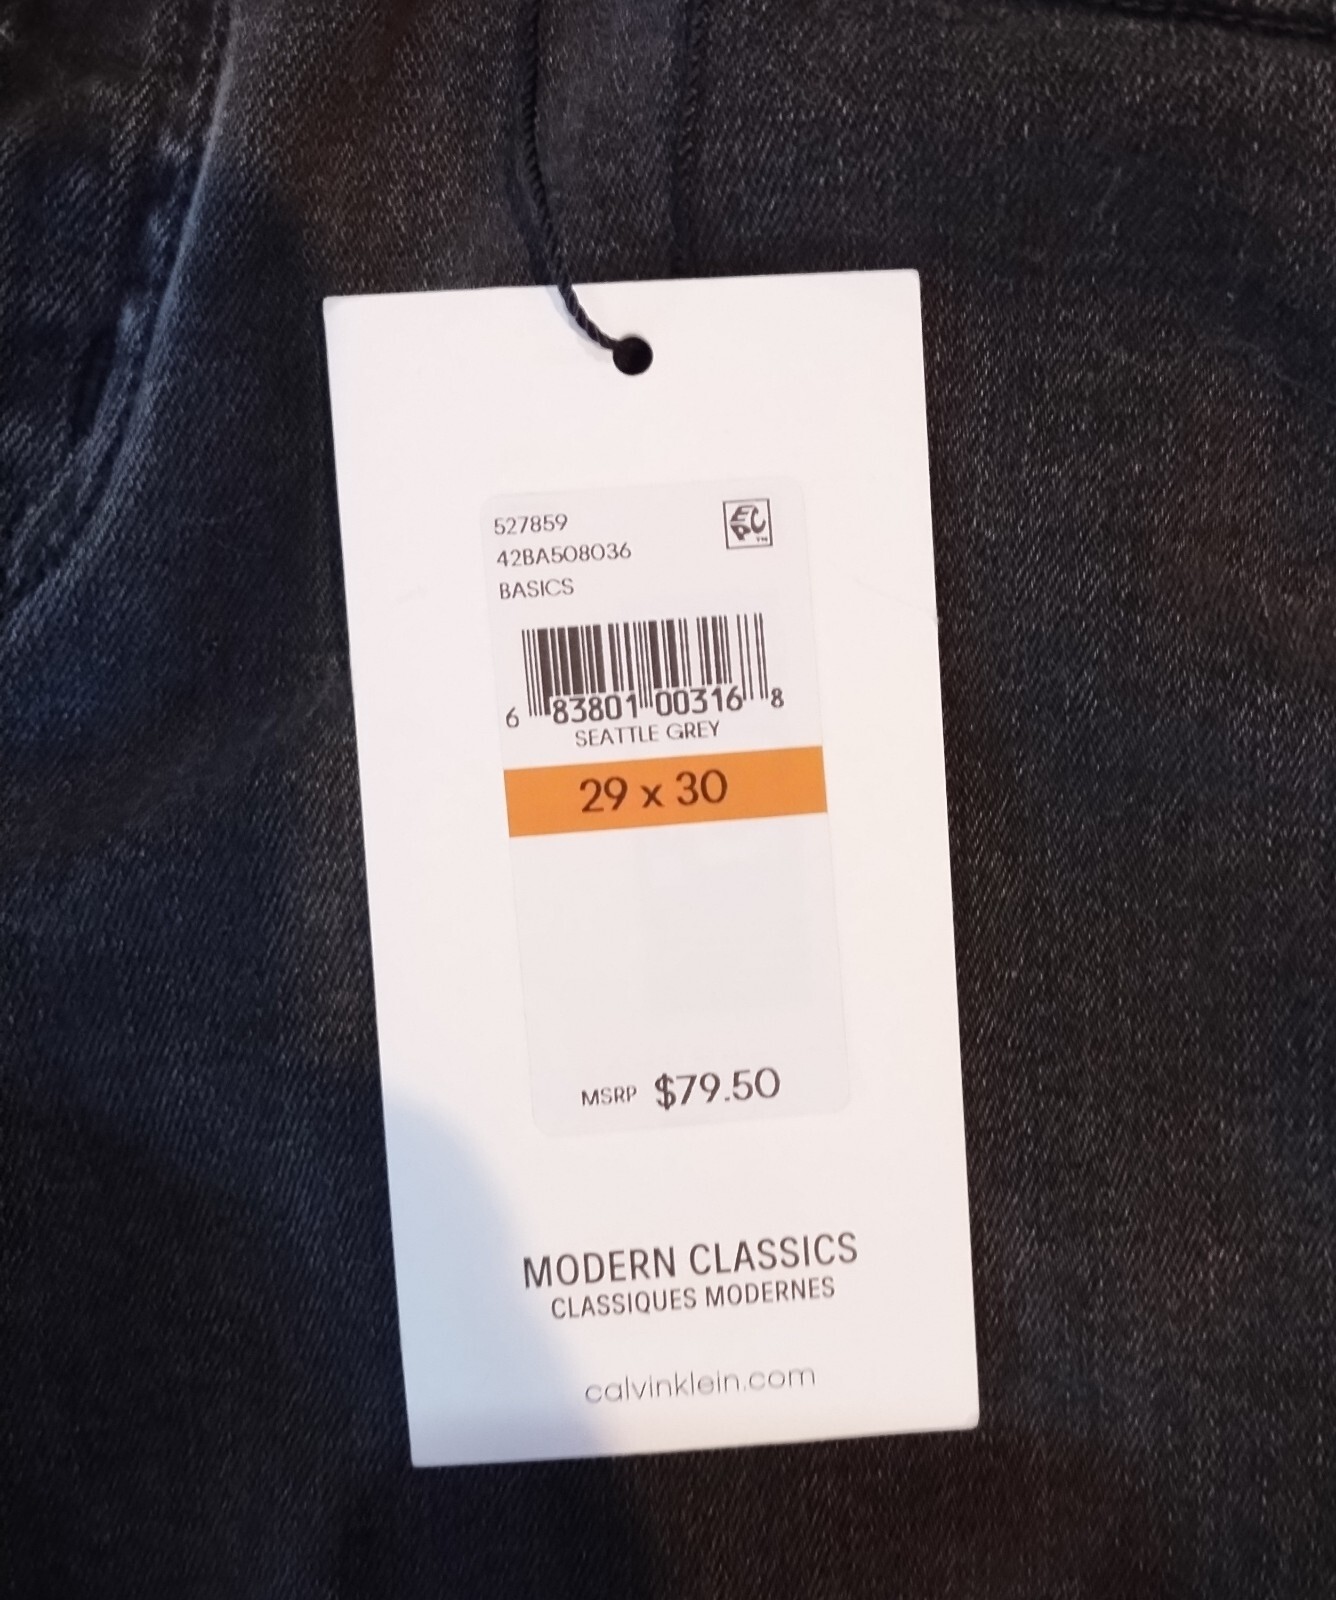 527859
42BA508036
BASICS
6 83801 00316 8
SEATTLE GREY
29 x 30
MSRP $79.50
MODERN CLASSICS
CLASSIQUES MODERNES
calvinklein.com